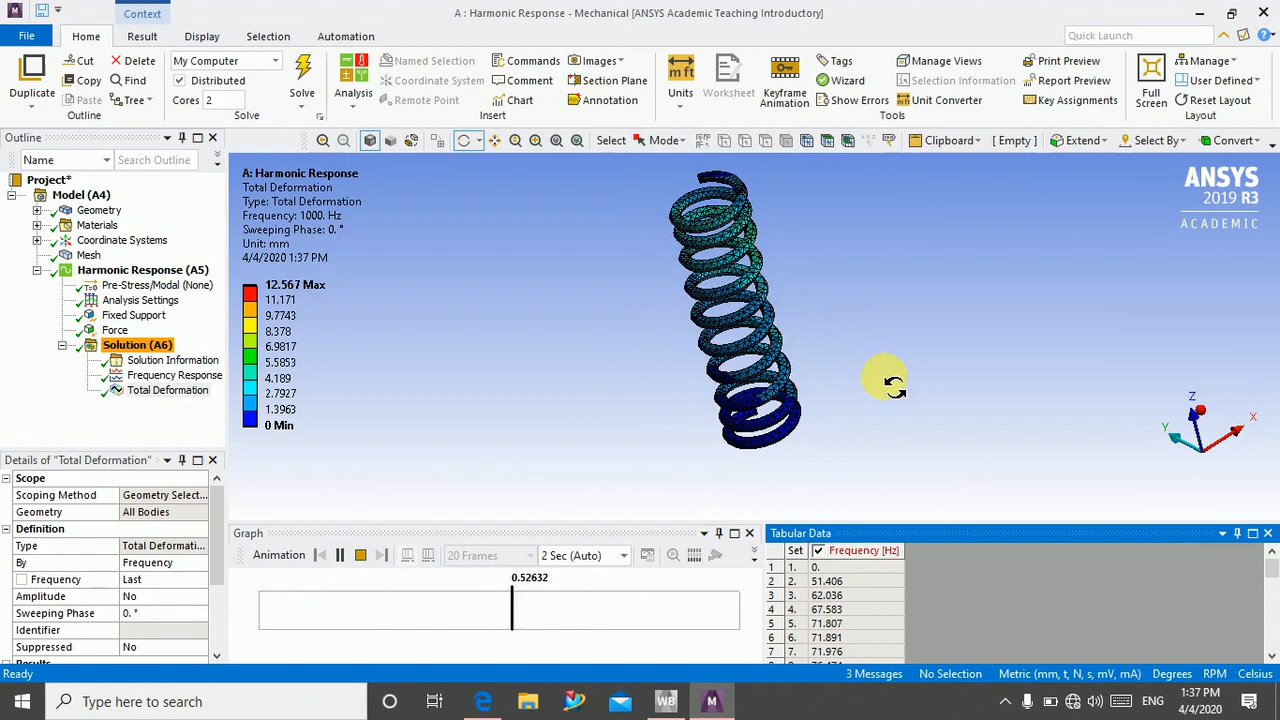 A : Harmonic Response - Mechanical [ANSYS Academic Teaching Introductory]
Context
File
Home
Result
Display
Selection
Automation
Quick Launch
Duplicate
Cut
Copy
Paste
Delete
Find
Tree
Outline
My Computer
Distributed
Cores 2
Solve
Solve
Analysis
Named Selection
Coordinate System
Remote Point
Commands
Comment
Chart
Images
Section Plane
Annotation
Insert
Units
Worksheet
Keyframe
Animation
Tags
Wizard
Show Errors
Manage Views
Selection Information
Unit Converter
Print Preview
Report Preview
Key Assignments
Tools
Full
Screen
Manage
User Defined
Reset Layout
Layout
Outline
Name
Search Outline
Select
Mode
Clipboard
[ Empty ]
Extend
Select By
Convert
Project*
Model (A4)
Geometry
Materials
Coordinate Systems
Mesh
Harmonic Response (A5)
Pre-Stress/Modal (None)
Analysis Settings
Fixed Support
Force
Solution (A6)
Solution Information
Frequency Response
Total Deformation
A: Harmonic Response
Total Deformation
Type: Total Deformation
Frequency: 1000. Hz
Sweeping Phase: 0. °
Unit: mm
4/4/2020 1:37 PM
12.567 Max
11.171
9.7743
8.378
6.9817
5.5853
4.189
2.7927
1.3963
0 Min
ANSYS
2019 R3
ACADEMIC
Z
X
Y
Details of "Total Deformation"
Scope
Scoping Method Geometry Select...
Geometry All Bodies
Definition
Type Total Deformati...
By Frequency
Frequency Last
Amplitude No
Sweeping Phase 0. °
Identifier
Suppressed No
Results
Graph
Animation
20 Frames
2 Sec (Auto)
0.52632
Tabular Data
Set Frequency [Hz]
1 1. 0.
2 2. 51.406
3 3. 62.036
4 4. 67.583
5 5. 71.807
6 6. 71.891
7 7. 71.976
Ready
3 Messages
No Selection
Metric (mm, t, N, s, mV, mA)
Degrees
RPM
Celsius
Type here to search
WB
M
ENG
1:37 PM
4/4/2020